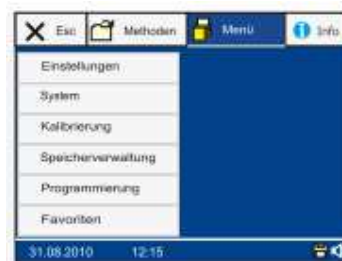 Esc Methoden Menü Info
Einstellungen
System
Kalibrierung
Speicherverwaltung
Programmierung
Favoriten
31.08.2010 12:15